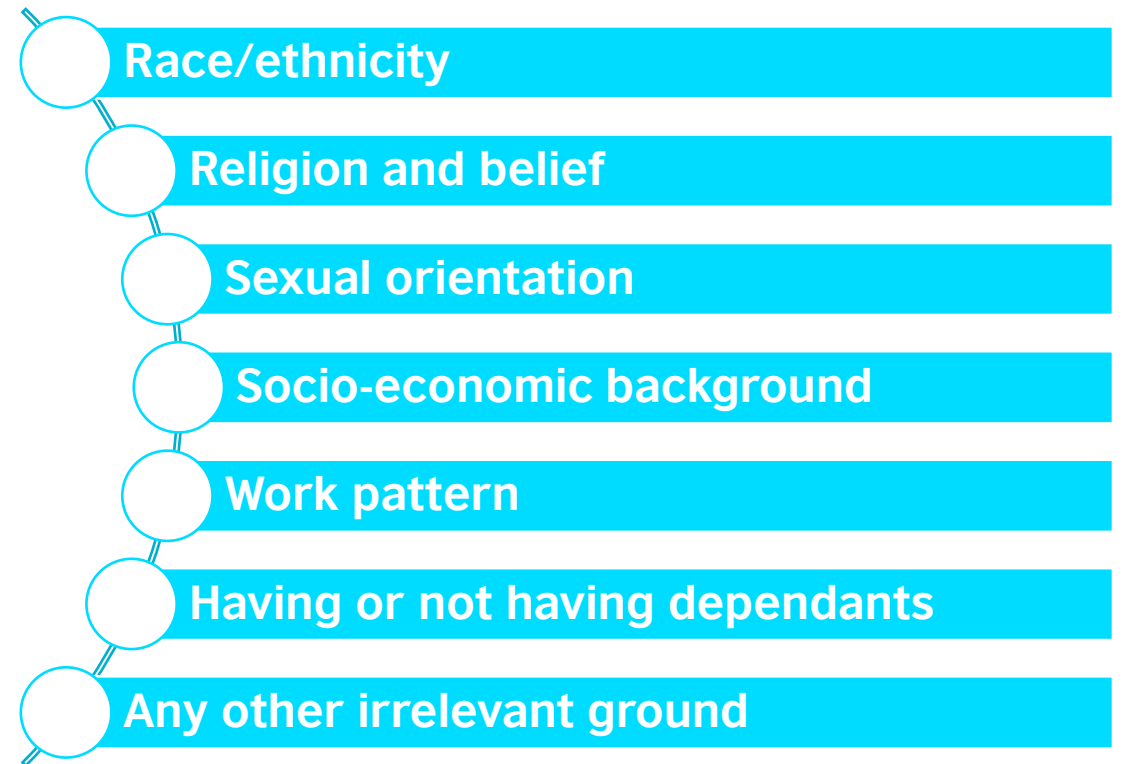 Race/ethnicity
Religion and belief
Sexual orientation
Socio-economic background
Work pattern
Having or not having dependants
Any other irrelevant ground